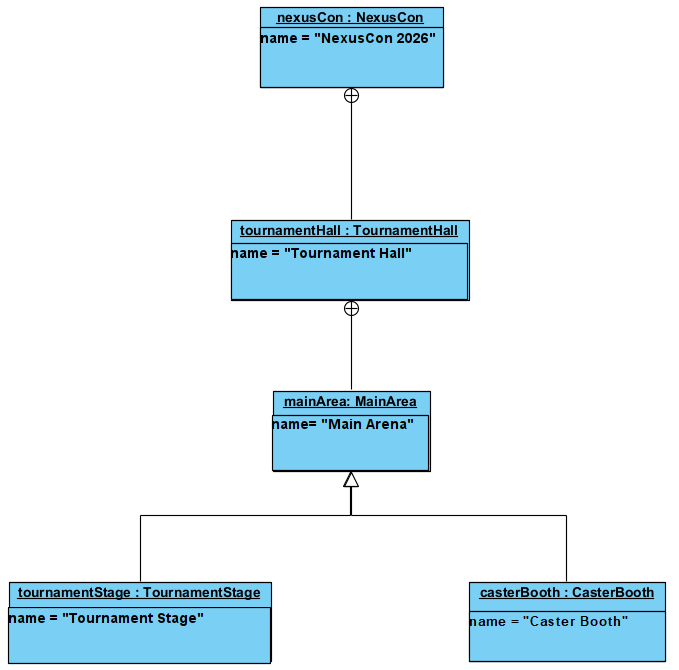 nexusCon : NexusCon
name = "NexusCon 2026"
tournamentHall : TournamentHall
name = "Tournament Hall"
mainArea: MainArea
name= "Main Arena"
tournamentStage : TournamentStage
name = "Tournament Stage"
casterBooth : CasterBooth
name = "Caster Booth"